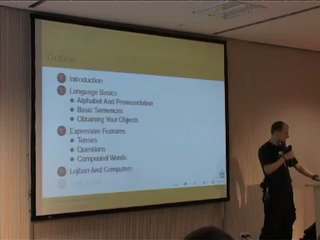 Outline
Introduction
Language Basics
Alphabet And Pronunciation
Basic Sentences
Obtaining Your Objects
Expressive Features
Tenses
Questions
Compound Words
Lojban And Computers